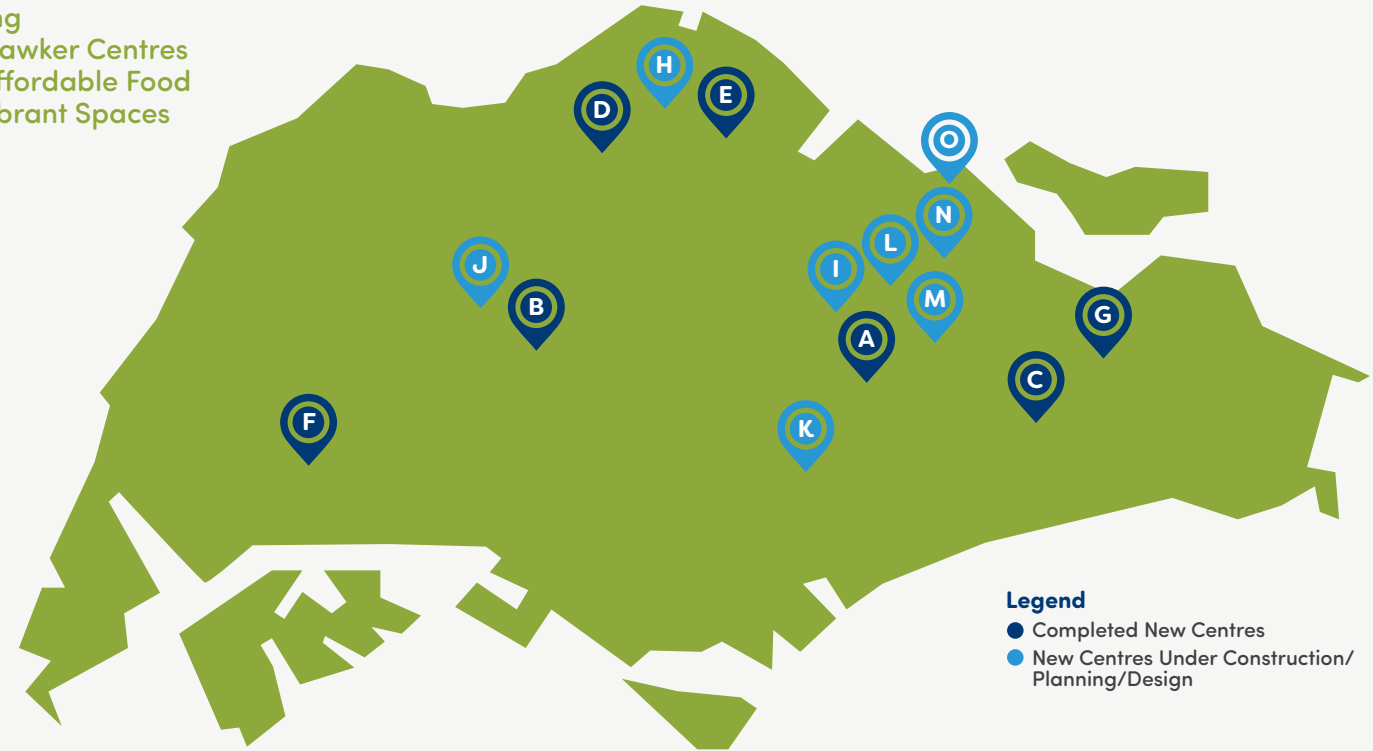 awker Centres
ffordable Food
brant Spaces
H
E
D
O
N
L
J
I
M
B
G
A
C
F
K
Legend
Completed New Centres
New Centres Under Construction/
Planning/Design